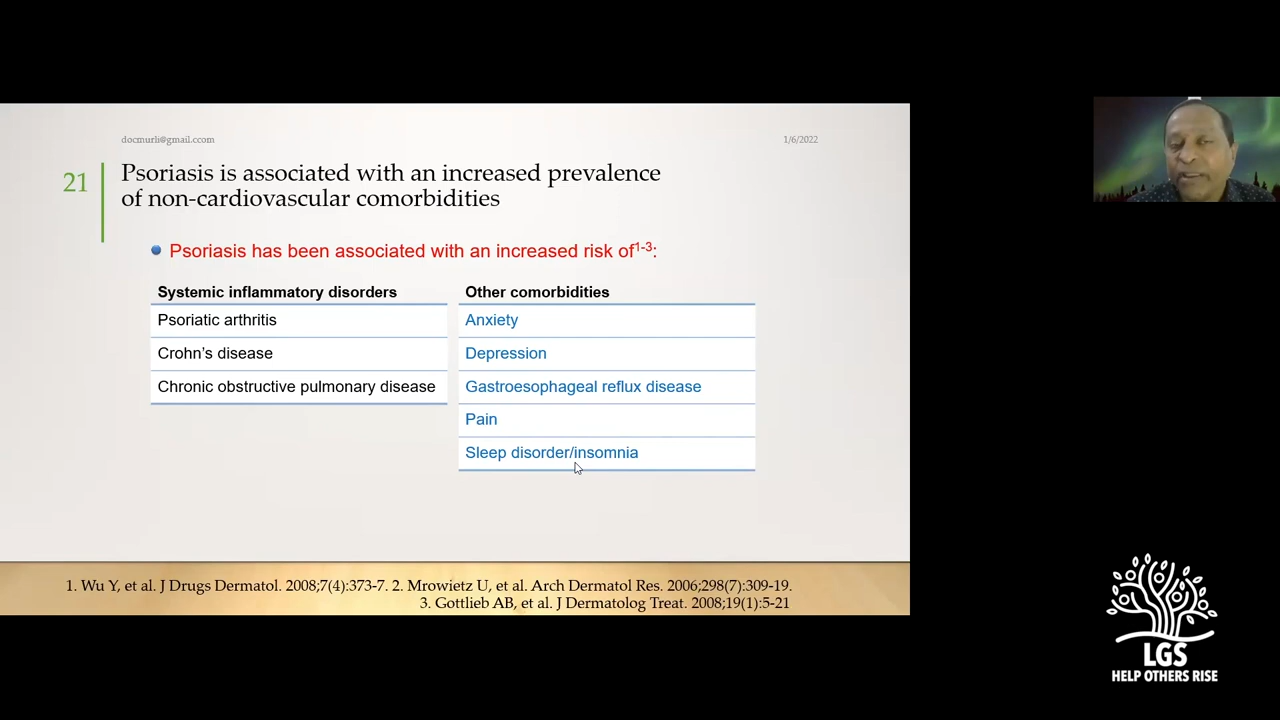 docmurli@gmail.ccom
1/6/2022
21
Psoriasis is associated with an increased prevalence
of non-cardiovascular comorbidities
Psoriasis has been associated with an increased risk of1-3:
Systemic inflammatory disorders
Psoriatic arthritis
Crohn’s disease
Chronic obstructive pulmonary disease
Other comorbidities
Anxiety
Depression
Gastroesophageal reflux disease
Pain
Sleep disorder/insomnia
1. Wu Y, et al. J Drugs Dermatol. 2008;7(4):373-7. 2. Mrowietz U, et al. Arch Dermatol Res. 2006;298(7):309-19.
3. Gottlieb AB, et al. J Dermatolog Treat. 2008;19(1):5-21
LGS
HELP OTHERS RISE